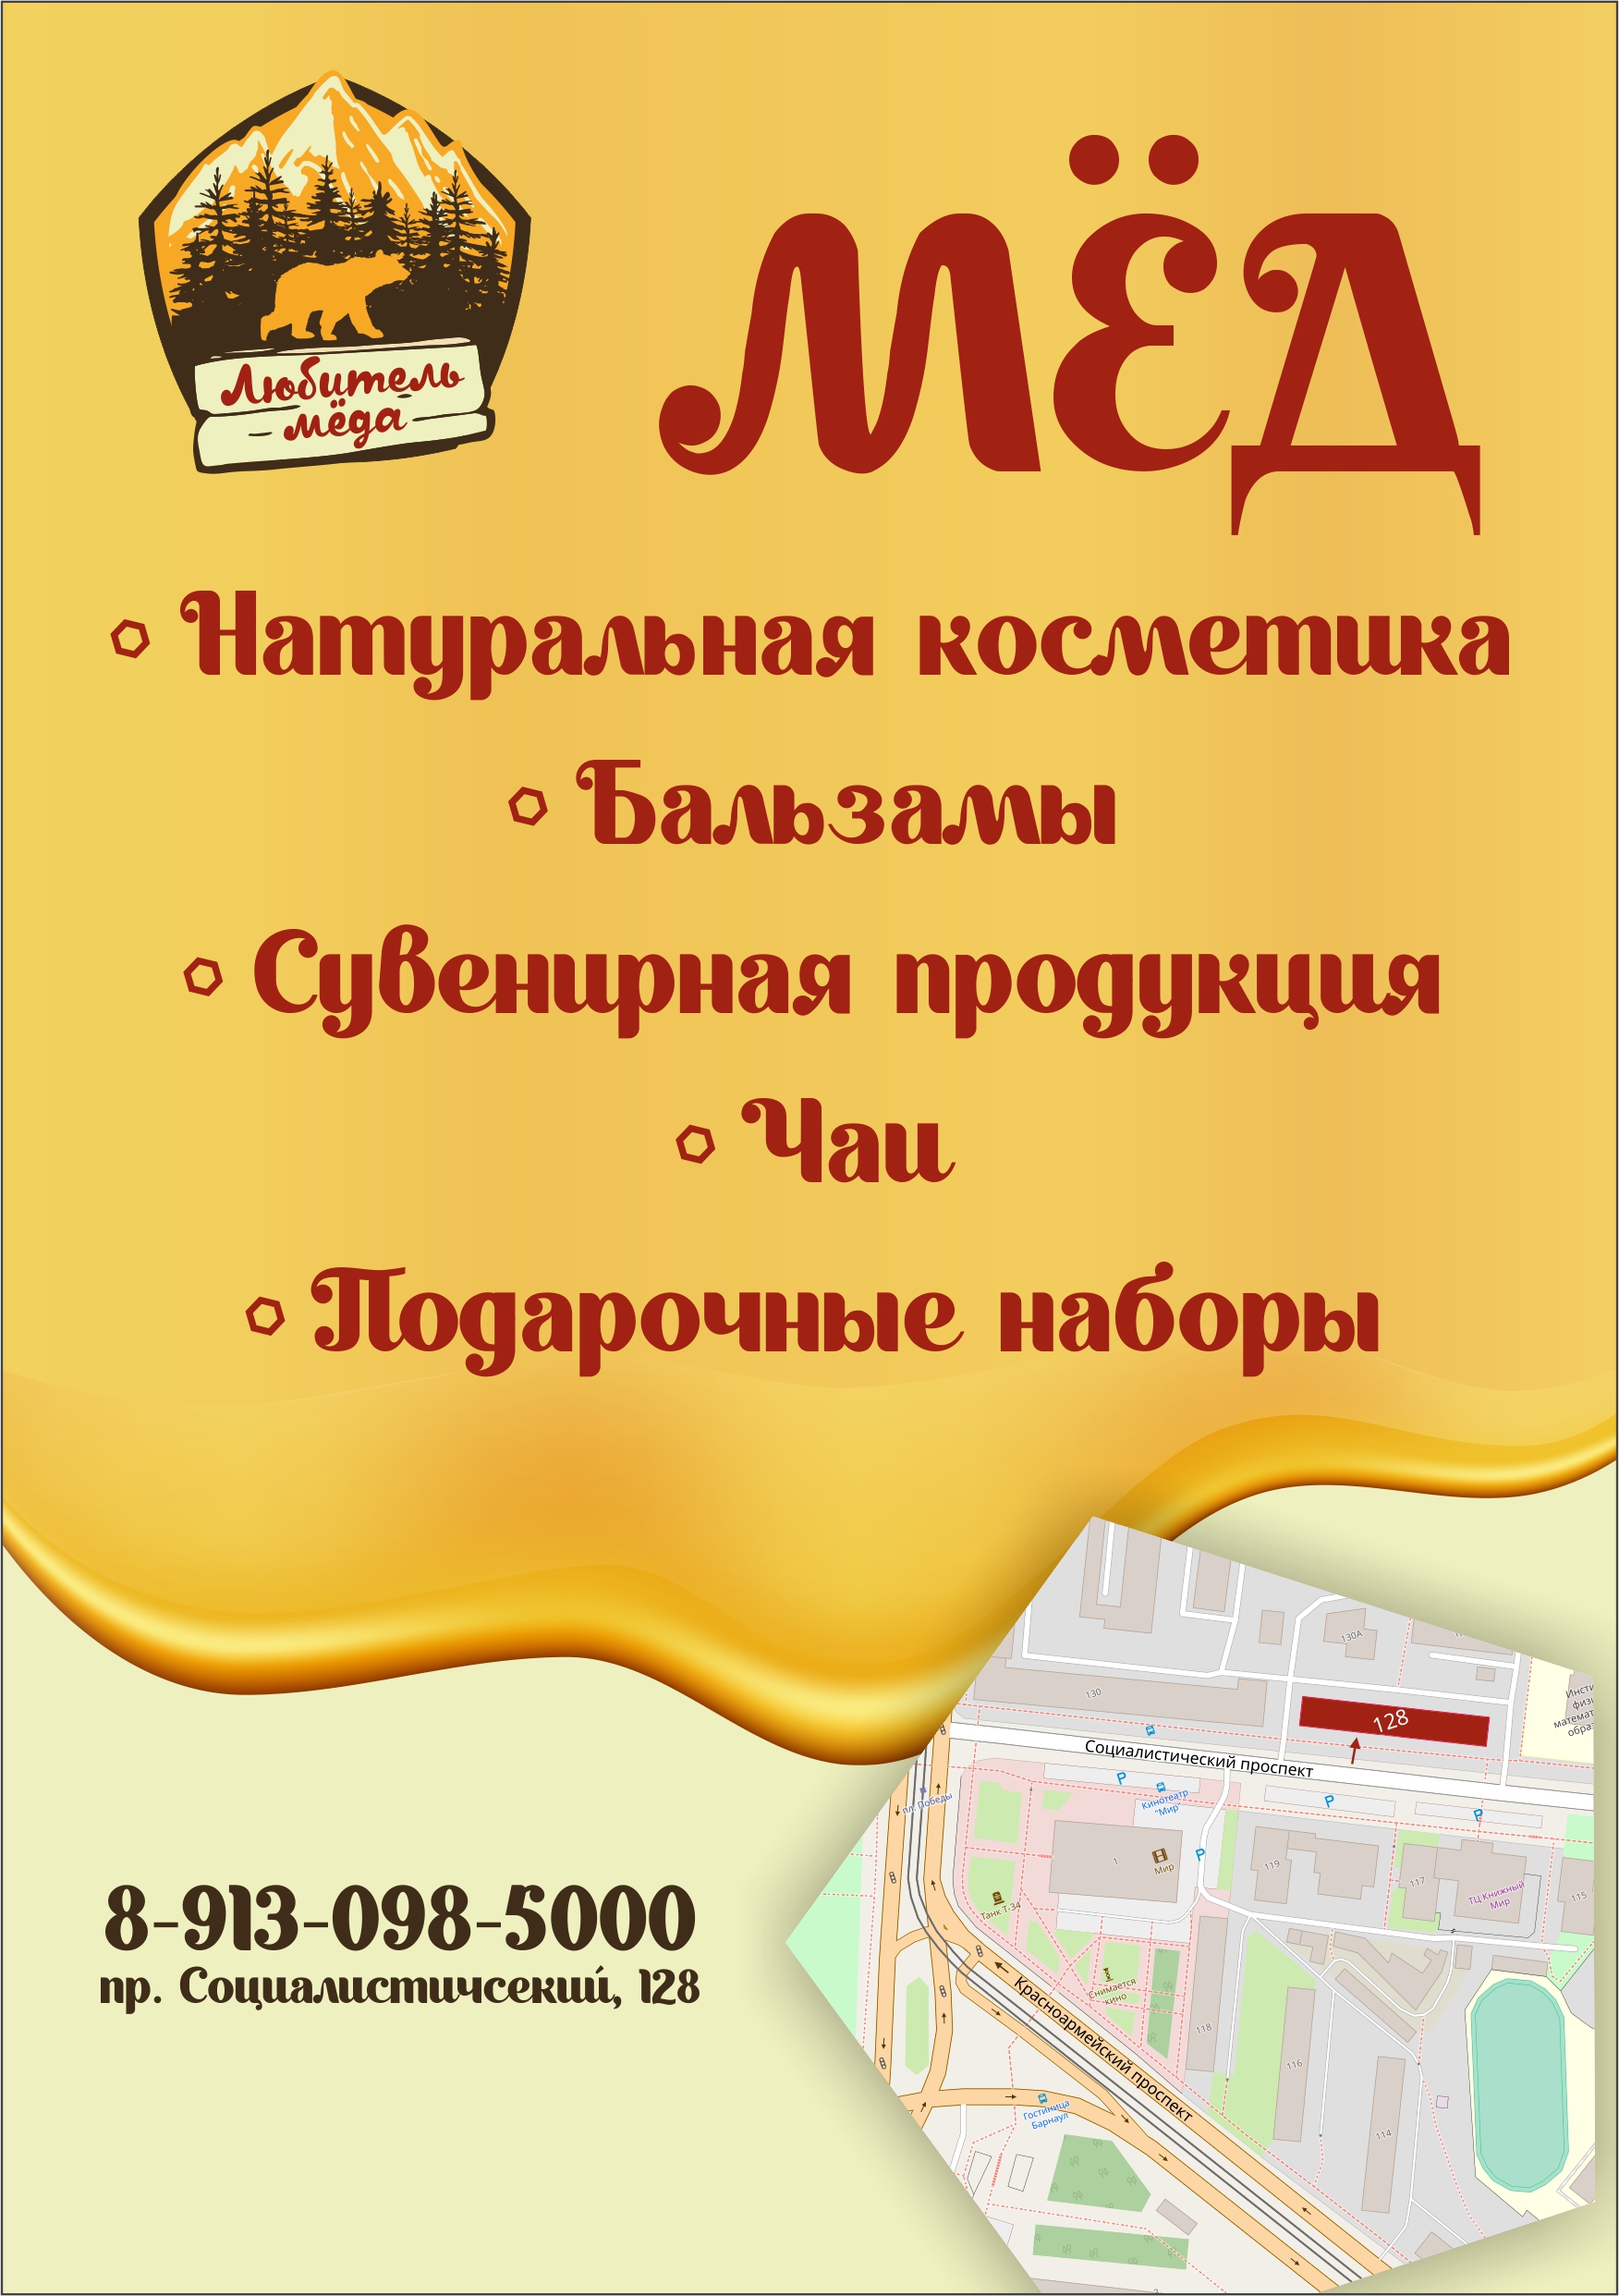 Любитель
мёда
МЁД
Натуральная косметика
Бальзамы
Сувенирная продукция
Чаи
Подарочные наборы
8-913-098-5000
пр. Социалистичсекий, 128
130А
130
128
Социалистический проспект
пл. Победы
Кинотеатр
"Мир"
1
Мир
119
117
ТЦ Книжный
Мир
115
Танк Т-34
Снимается
кино
Красноармейский проспект
118
116
114
Гостиница
Барнаул